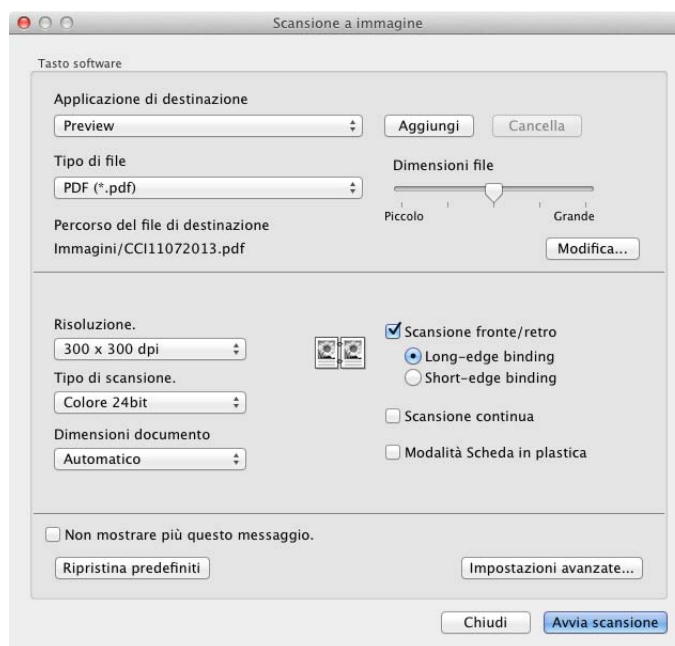 Scansione a immagine
Tasto software
Applicazione di destinazione
Preview
Aggiungi
Cancella
Tipo di file
PDF (*.pdf)
Dimensioni file
Piccolo
Grande
Percorso del file di destinazione
Immagini/CCI11072013.pdf
Modifica...
Risoluzione.
300 x 300 dpi
Tipo di scansione.
Colore 24bit
Dimensioni documento
Automatico
Scansione fronte/retro
Long-edge binding
Short-edge binding
Scansione continua
Modalità Scheda in plastica
Non mostrare più questo messaggio.
Ripristina predefiniti
Impostazioni avanzate...
Chiudi
Avvia scansione